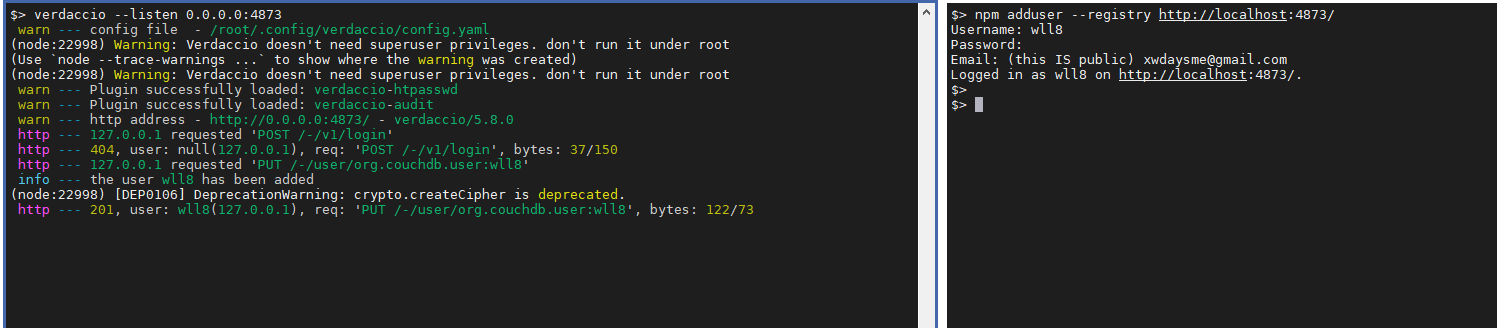 $> verdaccio --listen 0.0.0.0:4873
warn --- config file  - /root/.config/verdaccio/config.yaml
(node:22998) Warning: Verdaccio doesn't need superuser privileges. don't run it under root
(Use `node --trace-warnings ...` to show where the warning was created)
(node:22998) Warning: Verdaccio doesn't need superuser privileges. don't run it under root
warn --- Plugin successfully loaded: verdaccio-htpasswd
warn --- Plugin successfully loaded: verdaccio-audit
warn --- http address - http://0.0.0.0:4873/ - verdaccio/5.8.0
http --- 127.0.0.1 requested 'POST /-/v1/login'
http --- 404, user: null(127.0.0.1), req: 'POST /-/v1/login', bytes: 37/150
http --- 127.0.0.1 requested 'PUT /-/user/org.couchdb.user:wll8'
info --- the user wll8 has been added
(node:22998) [DEP0106] DeprecationWarning: crypto.createCipher is deprecated.
http --- 201, user: wll8(127.0.0.1), req: 'PUT /-/user/org.couchdb.user:wll8', bytes: 122/73
$> npm adduser --registry http://localhost:4873/
Username: wll8
Password:
Email: (this IS public) xwdaysme@gmail.com
Logged in as wll8 on http://localhost:4873/.
$>
$>